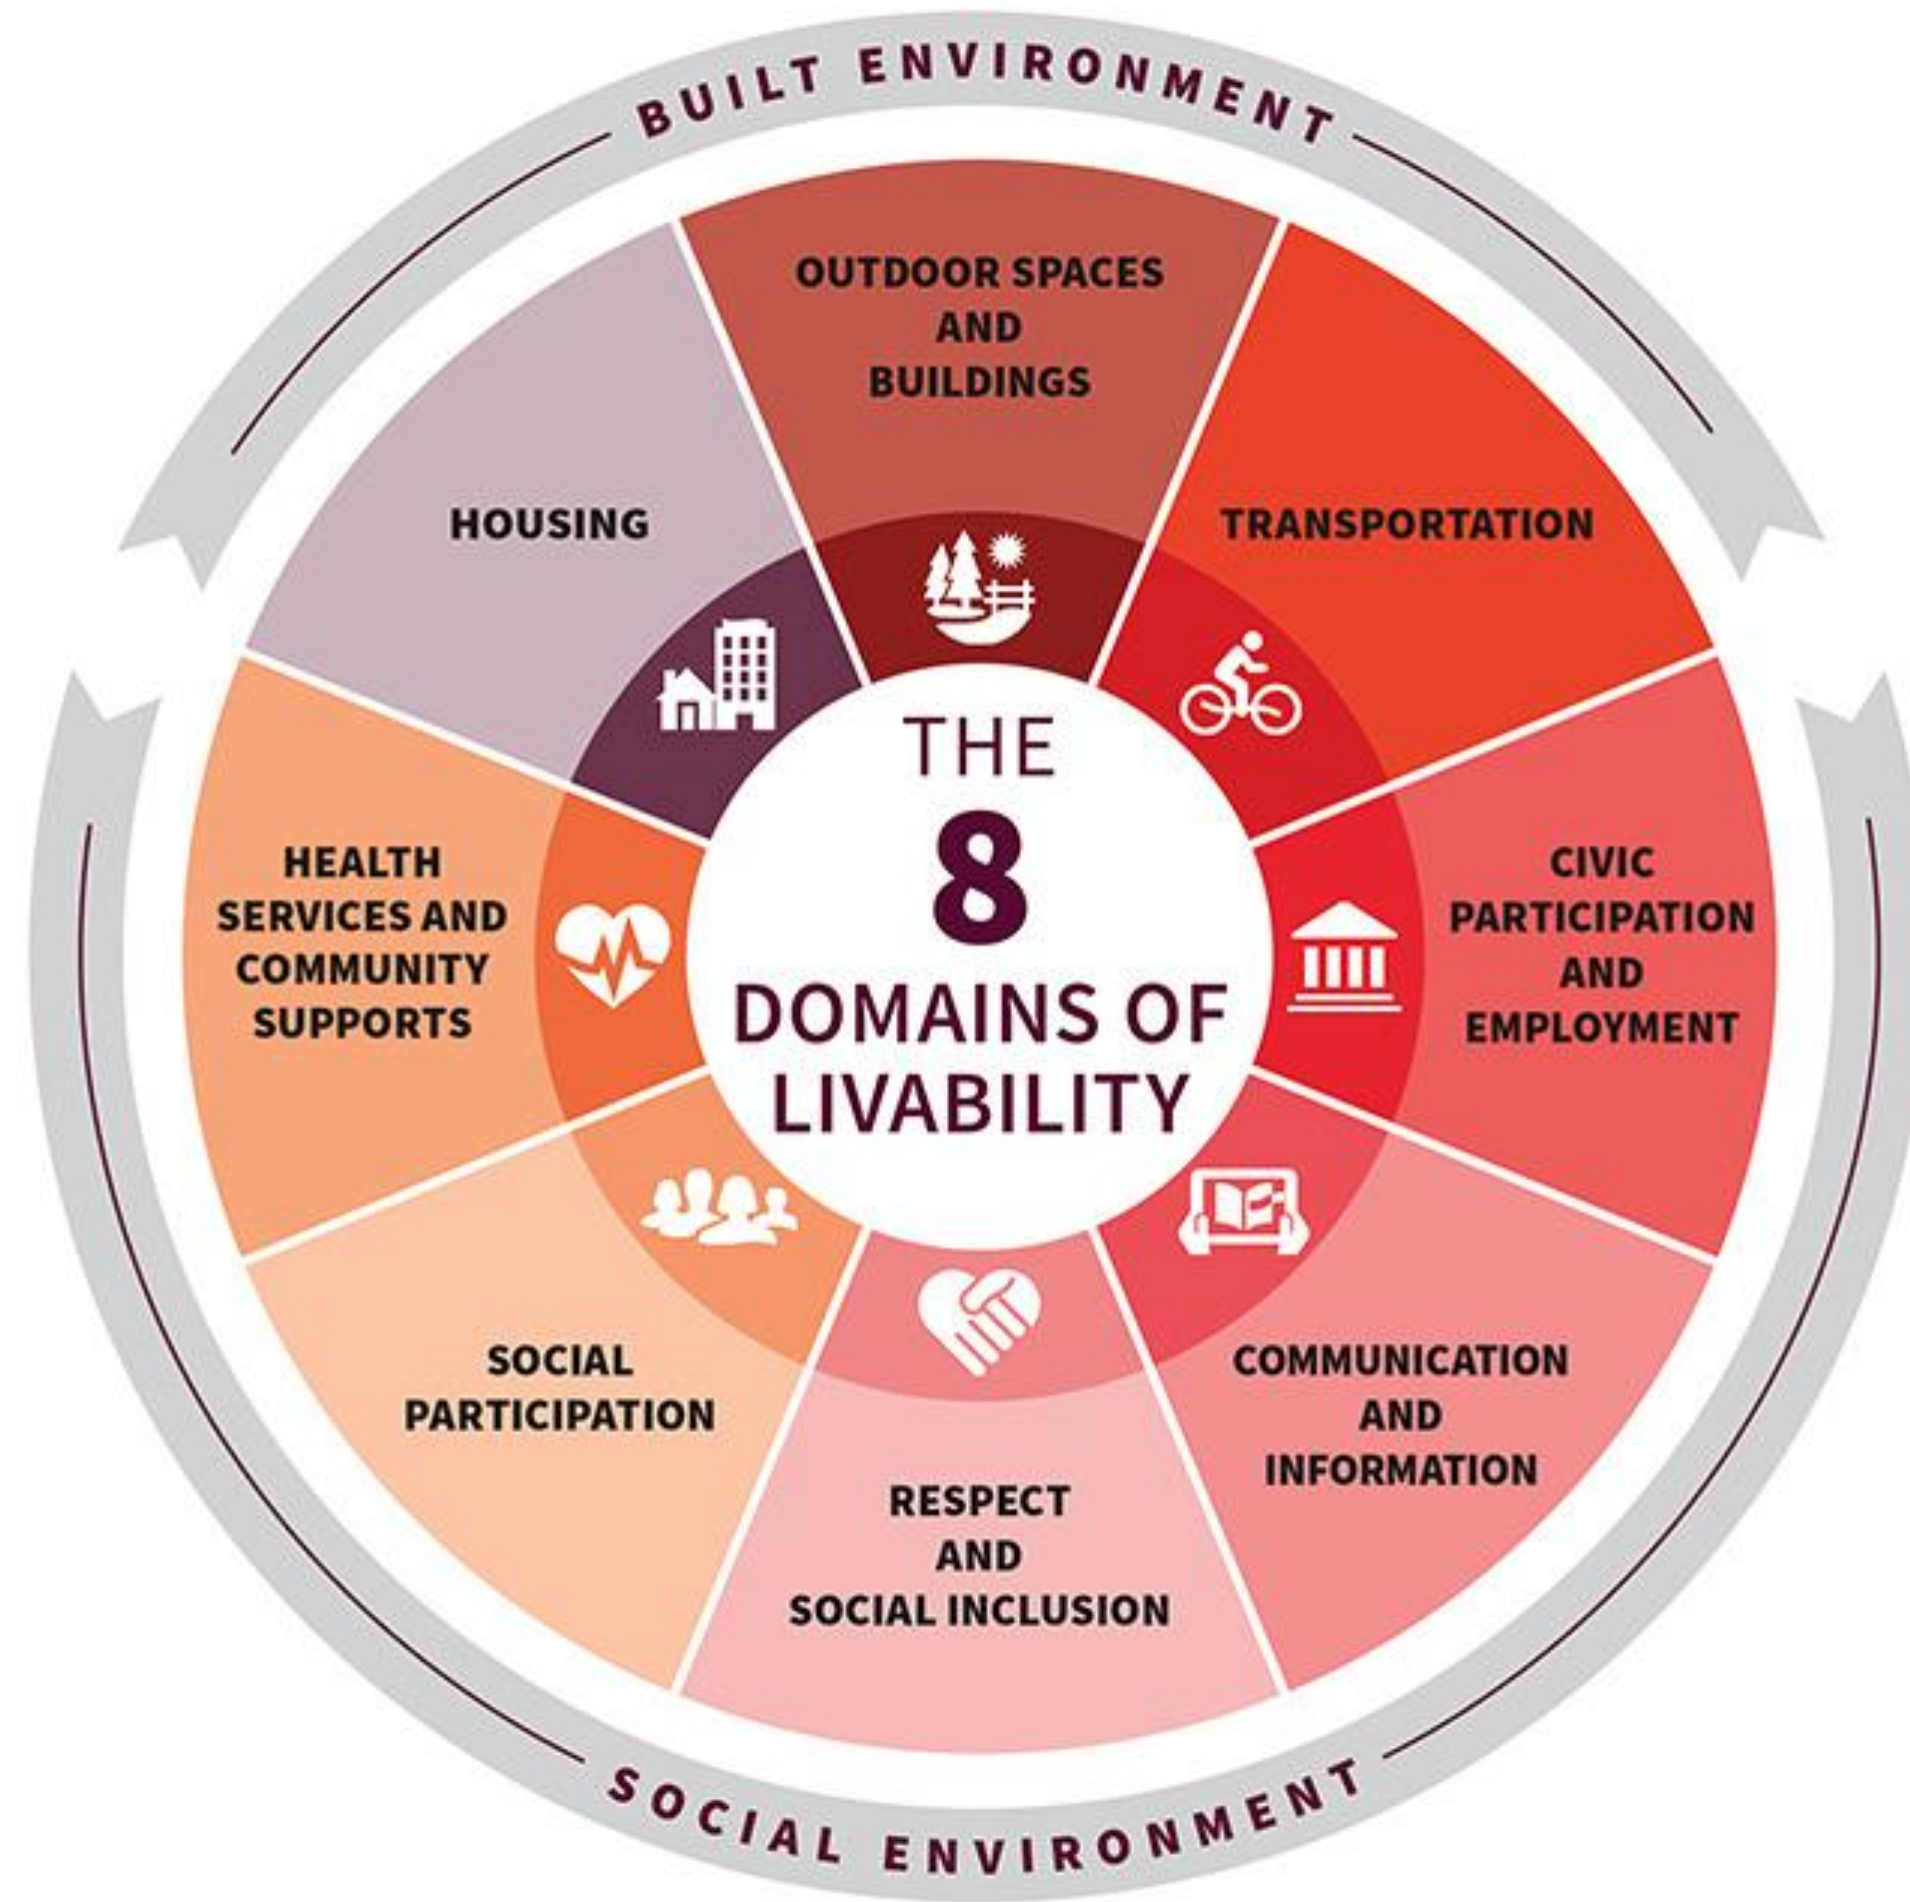 BUILT ENVIRONMENT
OUTDOOR SPACES
AND
BUILDINGS
TRANSPORTATION
CIVIC
PARTICIPATION
AND
EMPLOYMENT
COMMUNICATION
AND
INFORMATION
RESPECT
AND
SOCIAL INCLUSION
SOCIAL
PARTICIPATION
HEALTH
SERVICES AND
COMMUNITY
SUPPORTS
HOUSING
THE
8
DOMAINS OF
LIVABILITY
SOCIAL ENVIRONMENT